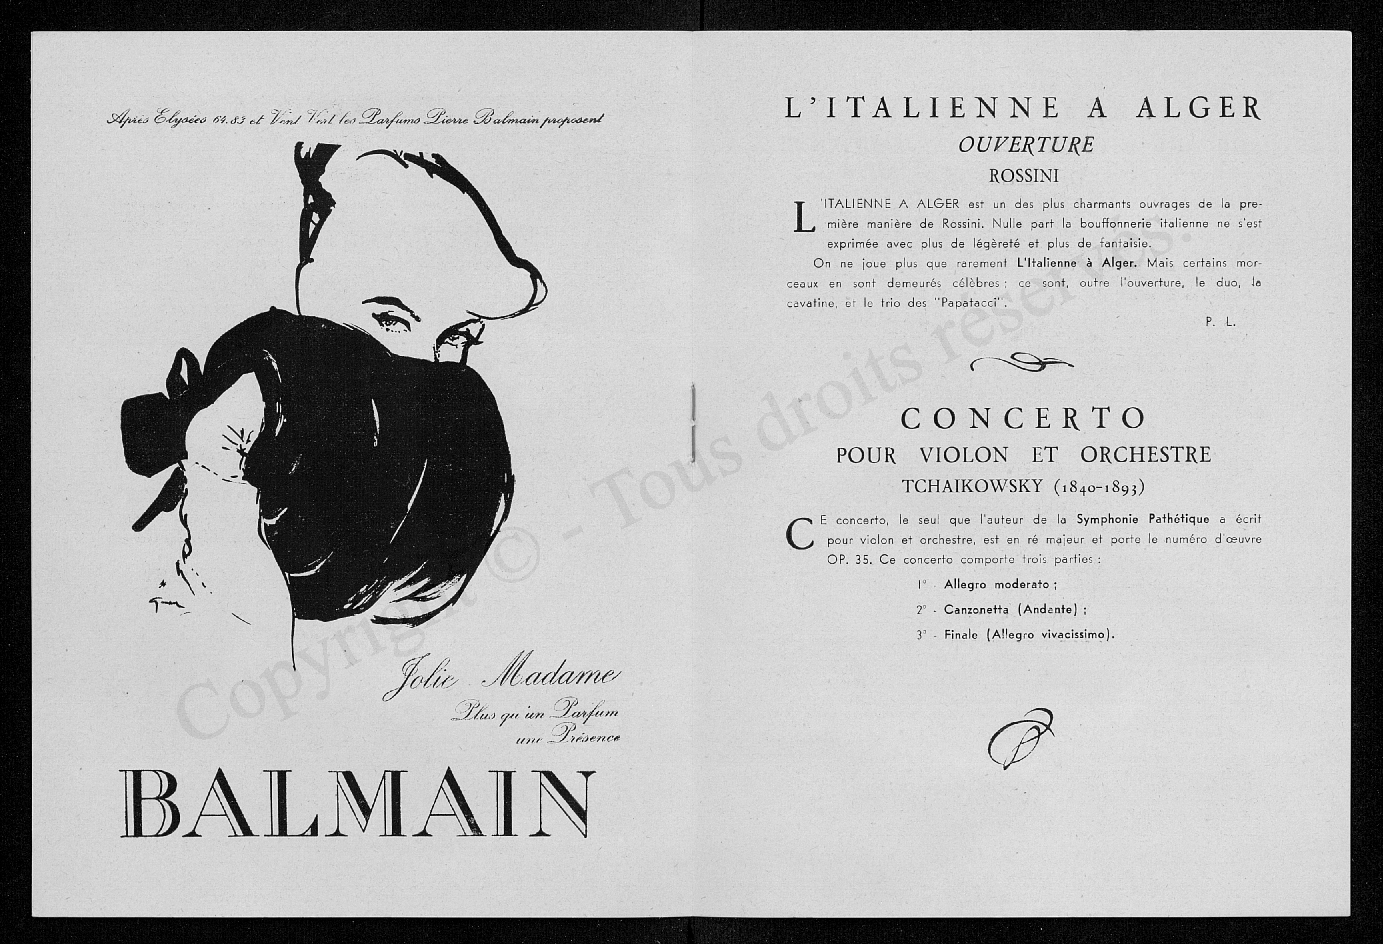 Après Elysées 64.83 et Vent Vert les Parfums Pierre Balmain proposent
Gruau
Jolie Madame
Plus qu'un Parfum
une Présence
BALMAIN
L'ITALIENNE A ALGER
OUVERTURE
ROSSINI
L'ITALIENNE A ALGER est un des plus charmants ouvrages de la pre-
mière manière de Rossini. Nulle part la bouffonnerie italienne ne s'est
exprimée avec plus de légèreté et plus de fantaisie.
On ne joue plus que rarement L'Italienne à Alger. Mais certains mor-
ceaux en sont demeurés célèbres ; ce sont, outre l'ouverture, le duo, la
cavatine, et le trio des "Papatacci".
P. L.
CONCERTO
POUR VIOLON ET ORCHESTRE
TCHAIKOWSKY (1840-1893)
CE concerto, le seul que l'auteur de la Symphonie Pathétique a écrit
pour violon et orchestre, est en ré majeur et porte le numéro d'œuvre
OP. 35. Ce concerto comporte trois parties :
1° - Allegro moderato ;
2° - Canzonetta (Andante) ;
3° - Finale (Allegro vivacissimo).
Copyright © - Tous droits réservés.